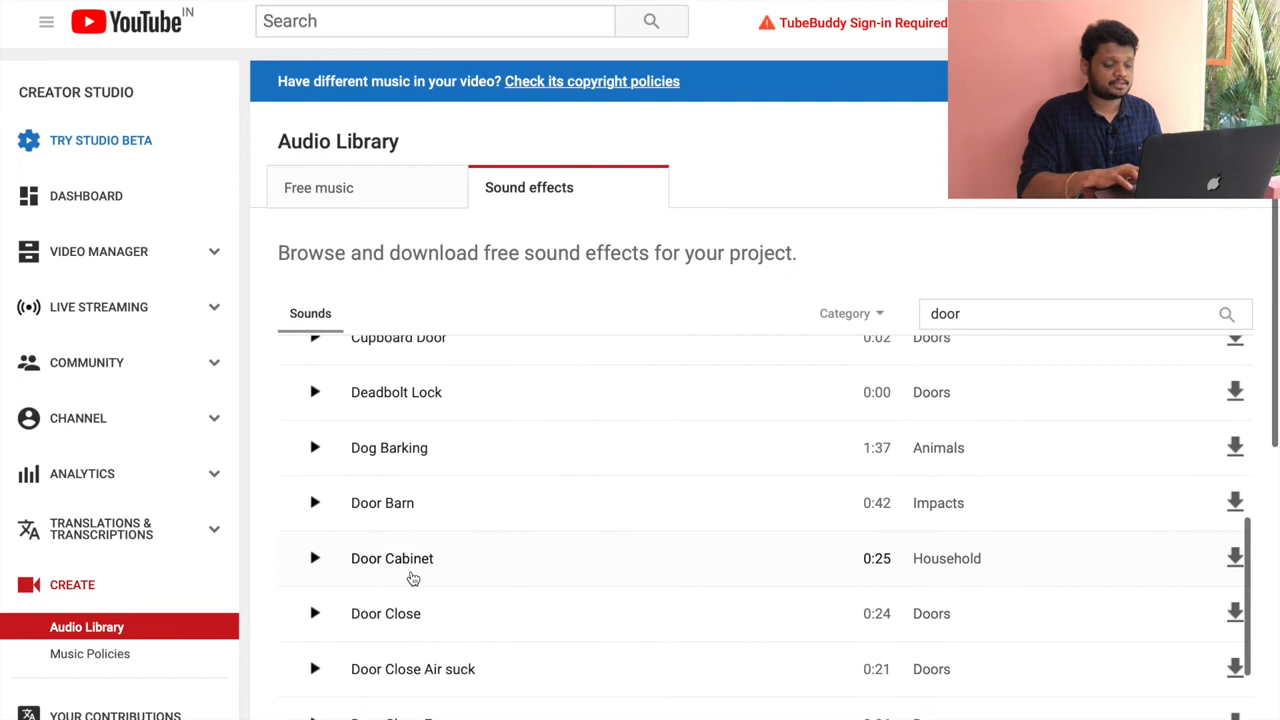 YouTube IN
Search
TubeBuddy Sign-in Required
CREATOR STUDIO
TRY STUDIO BETA
DASHBOARD
VIDEO MANAGER
LIVE STREAMING
COMMUNITY
CHANNEL
ANALYTICS
TRANSLATIONS &
TRANSCRIPTIONS
CREATE
Audio Library
Music Policies
YOUR CONTRIBUTIONS
Have different music in your video? Check its copyright policies
Audio Library
Free music
Sound effects
Browse and download free sound effects for your project.
Sounds
Category
door
Cupboard Door 0:02 Doors
Deadbolt Lock 0:00 Doors
Dog Barking 1:37 Animals
Door Barn 0:42 Impacts
Door Cabinet 0:25 Household
Door Close 0:24 Doors
Door Close Air suck 0:21 Doors